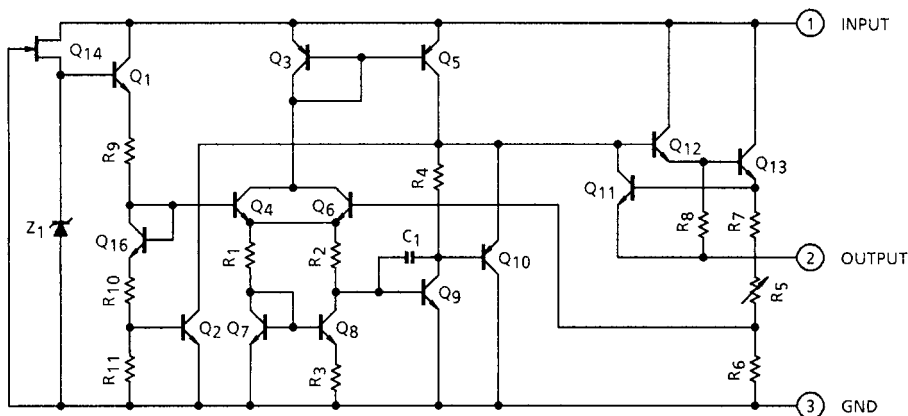 1 INPUT
Q14
Q1
Q3
Q5
Q12
Q13
R9
R4
Q11
Q4
Q6
R8
R7
Z1
Q16
R1
R2
C1
Q10
2 OUTPUT
R5
R10
Q2
Q7
Q8
Q9
R11
R3
R6
3 GND